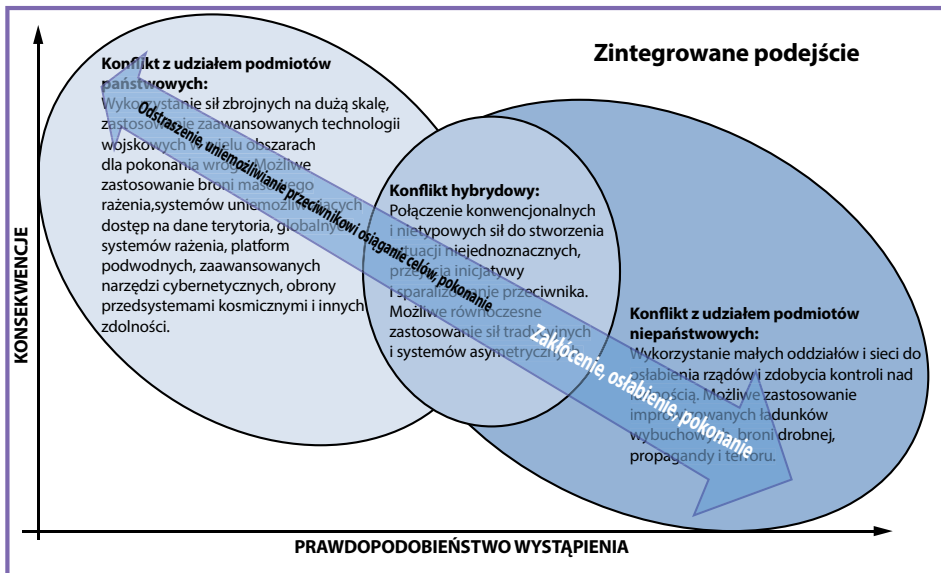 Zintegrowane podejście
Konflikt z udziałem podmiotów
państwowych:
Wykorzystanie sił zbrojnych na dużą skalę,
zastosowanie zaawansowanych technologii
wojskowych w wielu obszarach
dla pokonania wroga. Możliwe
zastosowanie broni masowego
rażenia,systemów uniemożliwiających
dostęp na dane terytoria, globalnych
systemów rażenia, platform
podwodnych, zaawansowanych
narzędzi cybernetycznych, obrony
przedsystemami kosmicznymi i innych
zdolności.
Konflikt hybrydowy:
Połączenie konwencjonalnych
i nietypowych sił do stworzenia
sytuacji niejednoznacznych,
przejęcia inicjatywy
i sparaliżowanie przeciwnika.
Możliwe równoczesne
zastosowanie sił tradycyjnych
i systemów asymetrycznych.
Konflikt z udziałem podmiotów
niepaństwowych:
Wykorzystanie małych oddziałów i sieci do
osłabienia rządów i zdobycia kontroli nad
ludnością. Możliwe zastosowanie
improwizowanych ładunków
wybuchowych, broni drobnej,
propagandy i terroru.
Odstraszenie, uniemożliwianie przeciwnikowi osiąganie celów, pokonanie
Zakłócenie, osłabienie, pokonanie
KONSEKWENCJE
PRAWDOPODOBIEŃSTWO WYSTĄPIENIA